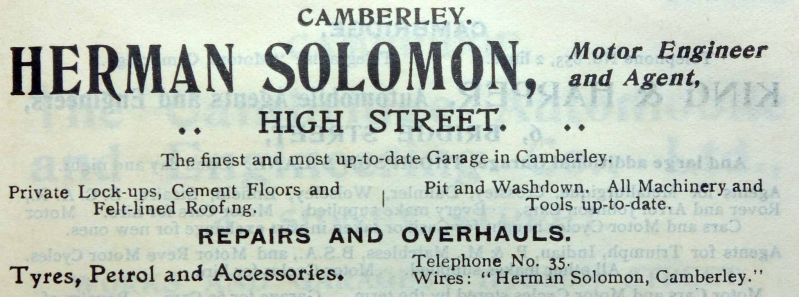 CAMBERLEY.
HERMAN SOLOMON, Motor Engineer
and Agent,
.. HIGH STREET. ..
The finest and most up-to-date Garage in Camberley.
Private Lock-ups, Cement Floors and
Felt-lined Roofing.
Pit and Washdown. All Machinery and
Tools up-to-date.
REPAIRS AND OVERHAULS.
Tyres, Petrol and Accessories.
Telephone No. 35.
Wires: "Herman Solomon, Camberley."